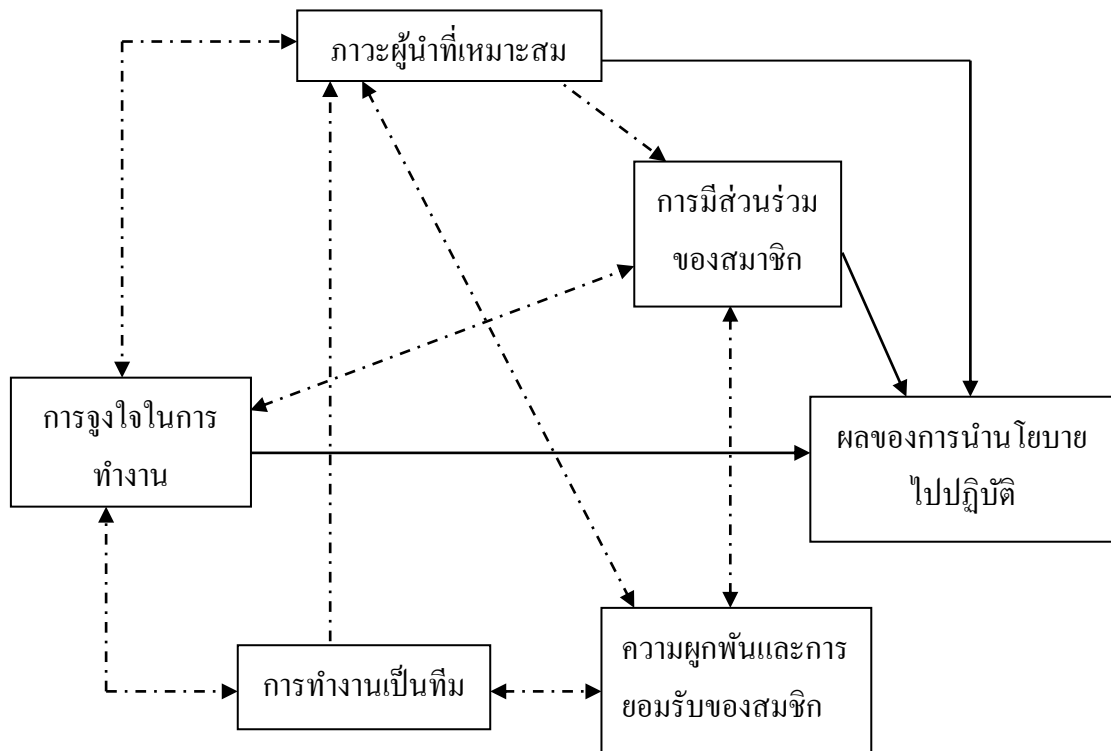 ภาวะผู้นำที่เหมาะสม
การมีส่วนร่วม
ของสมาชิก
การจูงใจในการ
ทำงาน
ผลของการนำนโยบาย
ไปปฏิบัติ
การทำงานเป็นทีม
ความผูกพันและการ
ยอมรับของสมชิก